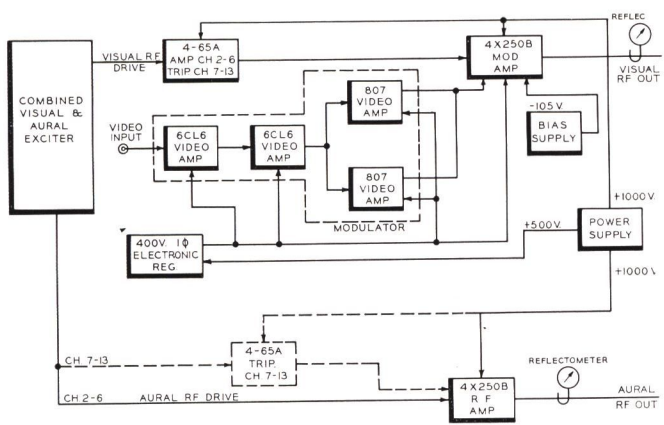 REFLEC
VISUAL RF
DRIVE
4-65A
AMP CH 2-6
TRIP CH 7-13
4X250B
MOD
AMP
VISUAL
RF OUT
COMBINED
VISUAL &
AURAL
EXCITER
807
VIDEO
AMP
-105 V
BIAS
SUPPLY
VIDEO
INPUT
6CL6
VIDEO
AMP
6CL6
VIDEO
AMP
807
VIDEO
AMP
MODULATOR
+1000V
+500V
POWER
SUPPLY
+1000V
400V. 1ϕ
ELECTRONIC
REG.
CH 7-13
4-65A
TRIP.
CH 7-13
REFLECTOMETER
4X250B
R F
AMP
CH 2-6
AURAL RF DRIVE
AURAL
RF OUT